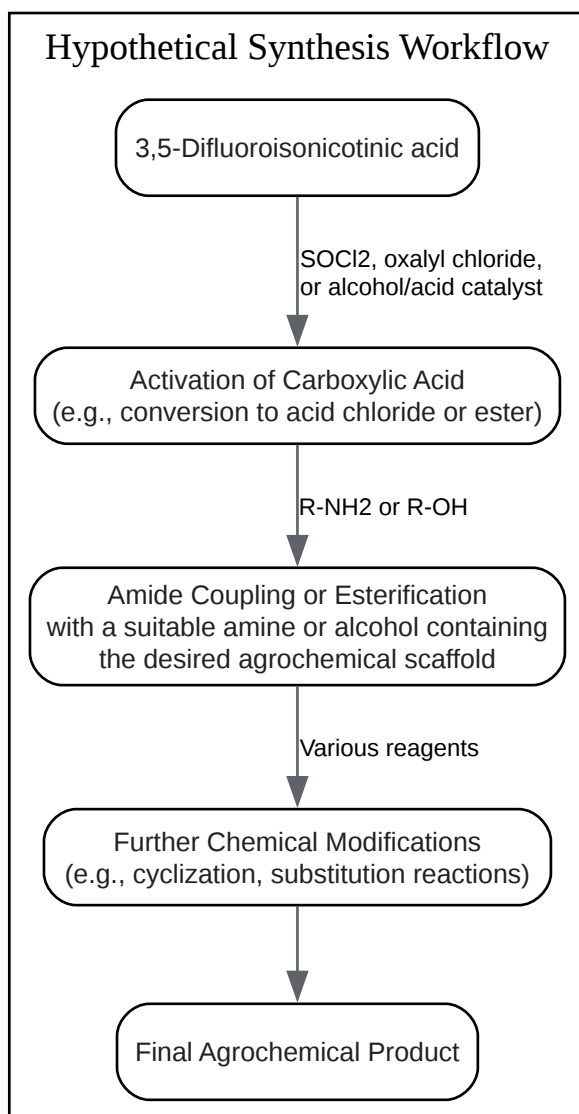 Hypothetical Synthesis Workflow
3,5-Difluoroisonicotinic acid
SOCl2, oxalyl chloride,
or alcohol/acid catalyst
Activation of Carboxylic Acid
(e.g., conversion to acid chloride or ester)
R-NH2 or R-OH
Amide Coupling or Esterification
with a suitable amine or alcohol containing
the desired agrochemical scaffold
Various reagents
Further Chemical Modifications
(e.g., cyclization, substitution reactions)
Final Agrochemical Product